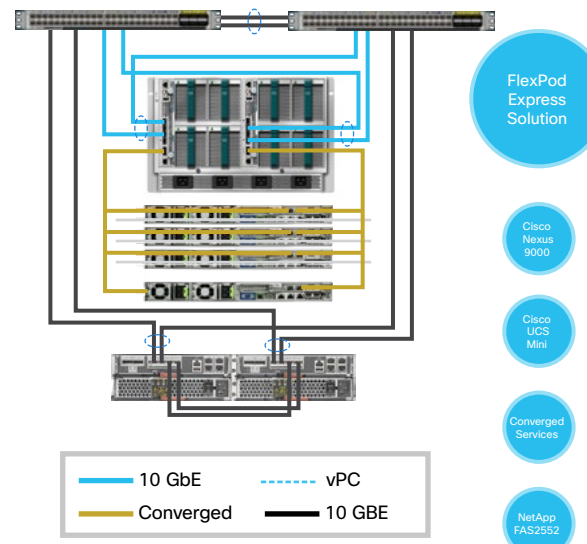 FlexPod
Express
Solution
Cisco
Nexus
9000
Cisco
UCS
Mini
Converged
Services
NetApp
FAS2552
10 GbE
vPC
Converged
10 GBE